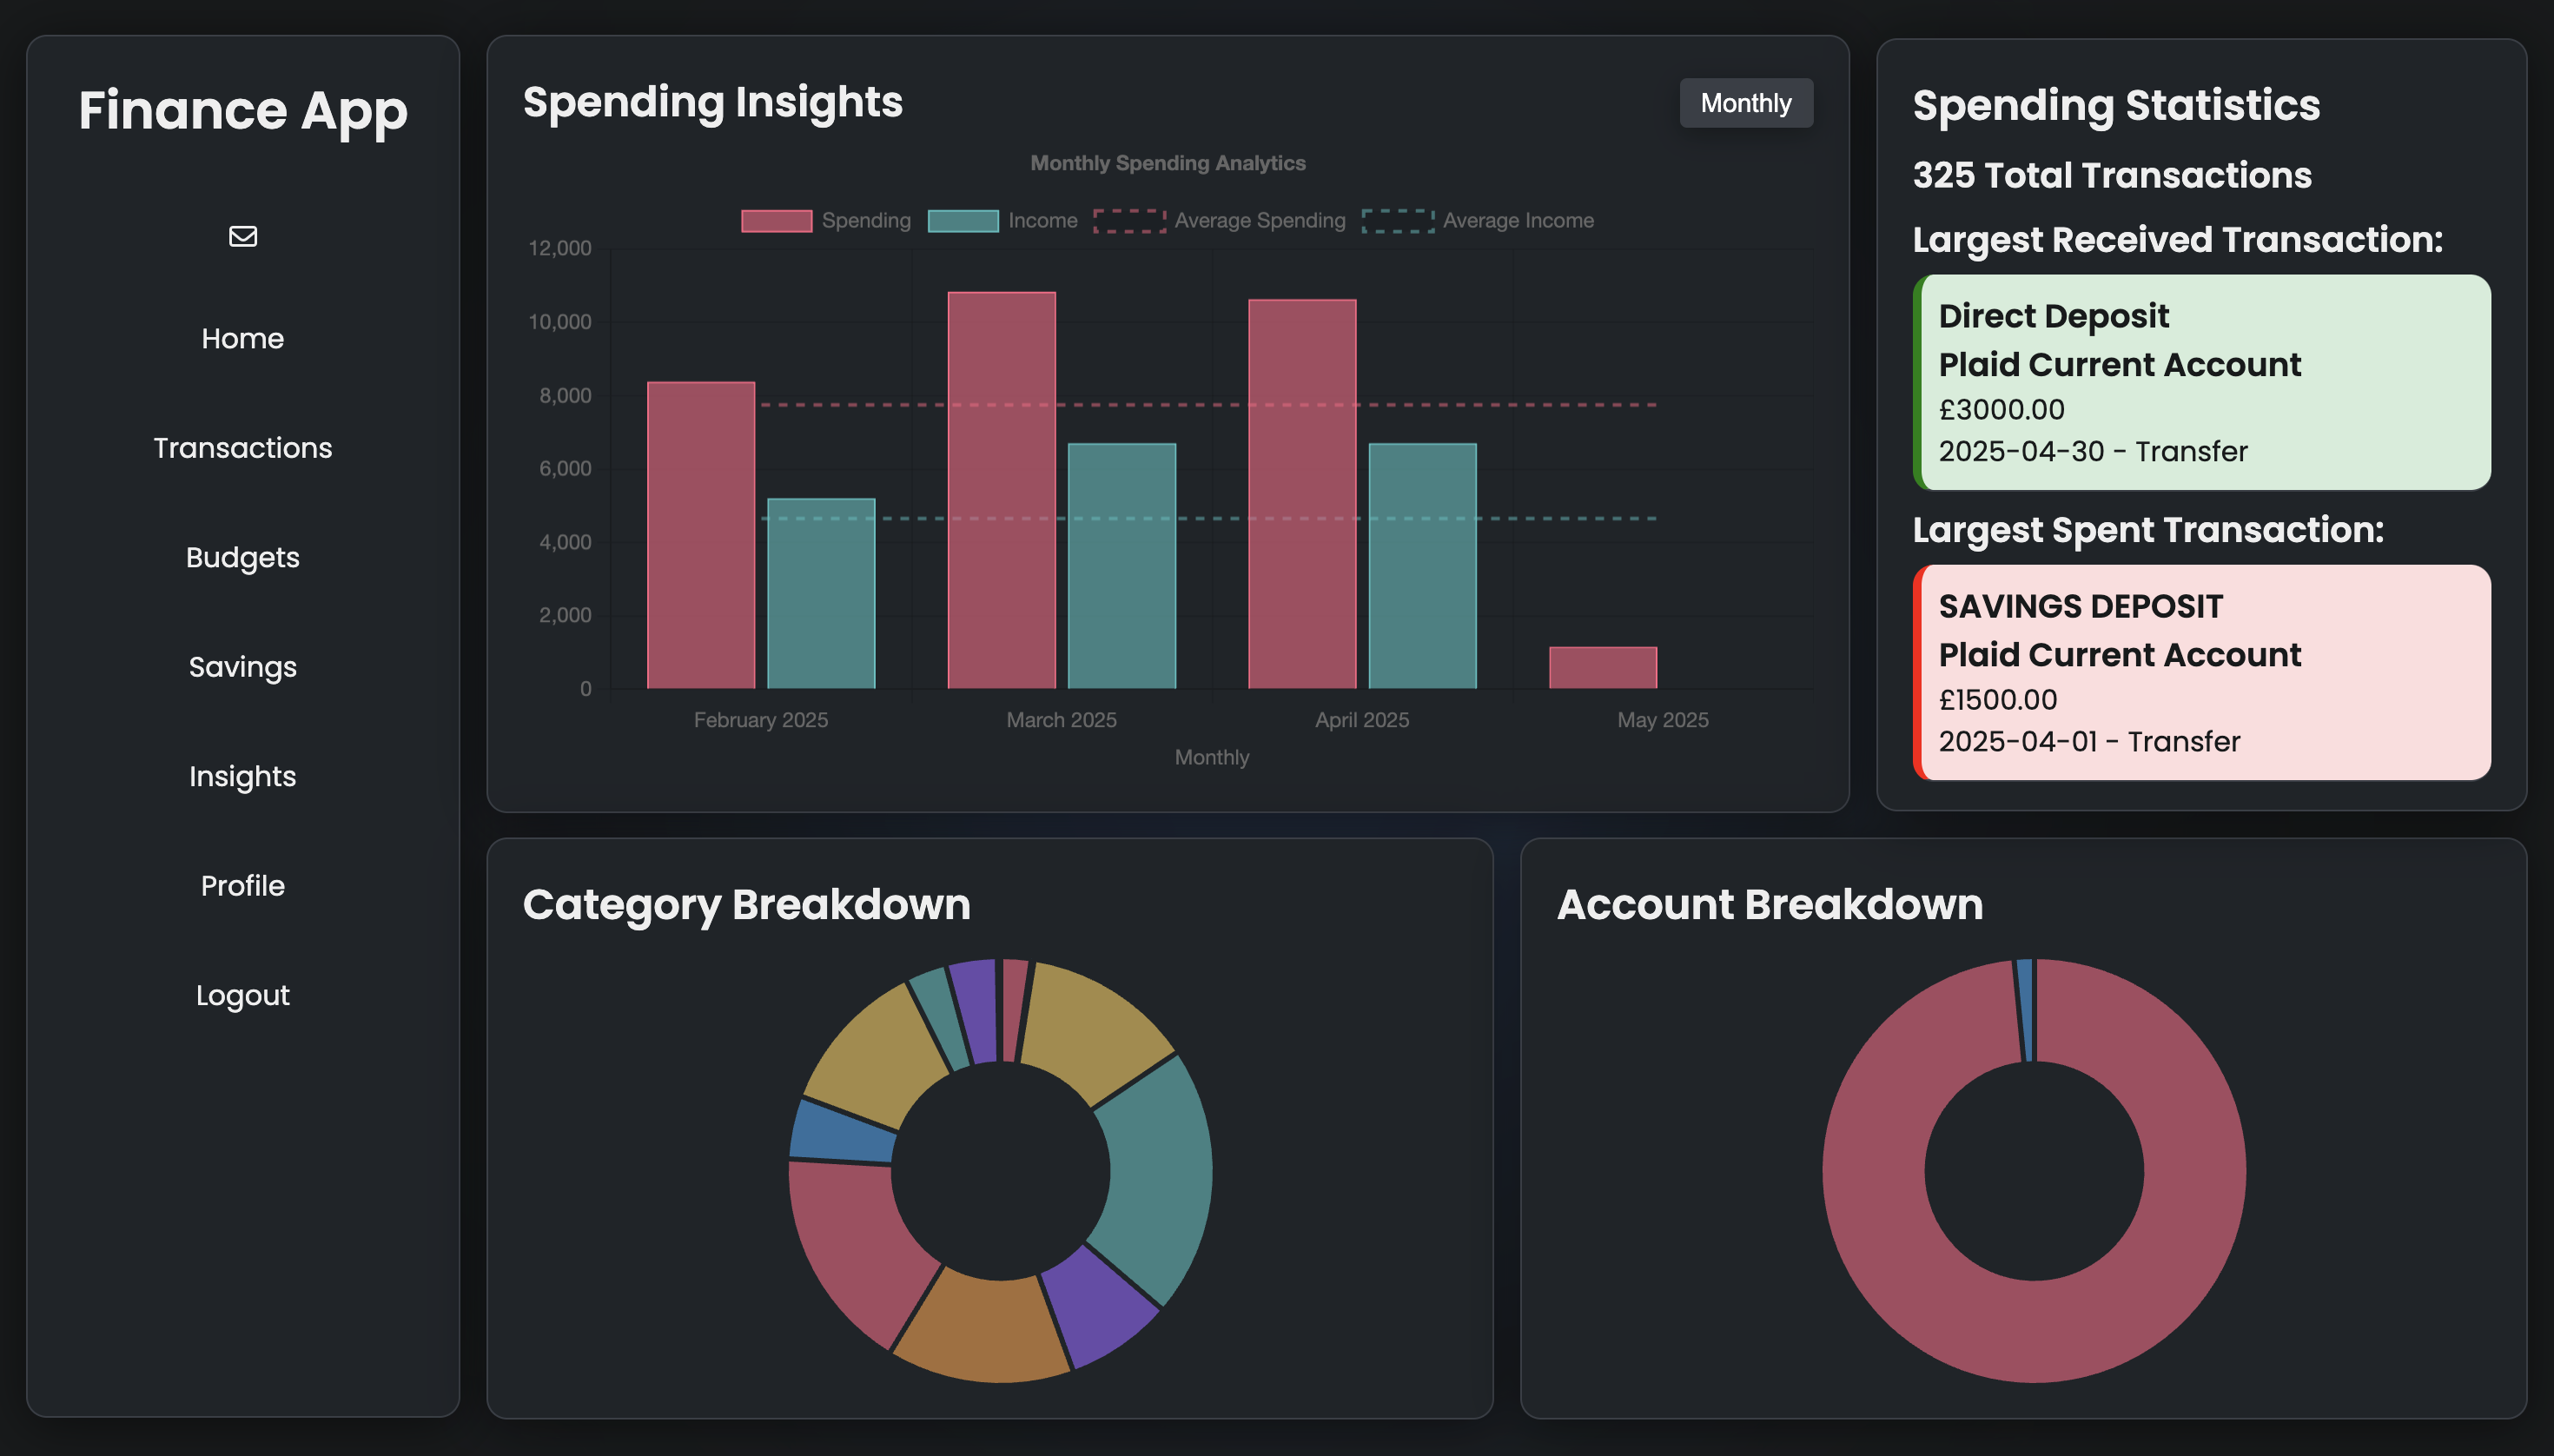 Finance App
Home
Transactions
Budgets
Savings
Insights
Profile
Logout
Spending Insights
Monthly
Monthly Spending Analytics
Spending Income Average Spending Average Income
12,000
10,000
8,000
6,000
4,000
2,000
0
February 2025 March 2025 April 2025 May 2025
Monthly
Spending Statistics
325 Total Transactions
Largest Received Transaction:
Direct Deposit
Plaid Current Account
£3000.00
2025-04-30 - Transfer
Largest Spent Transaction:
SAVINGS DEPOSIT
Plaid Current Account
£1500.00
2025-04-01 - Transfer
Category Breakdown
Account Breakdown